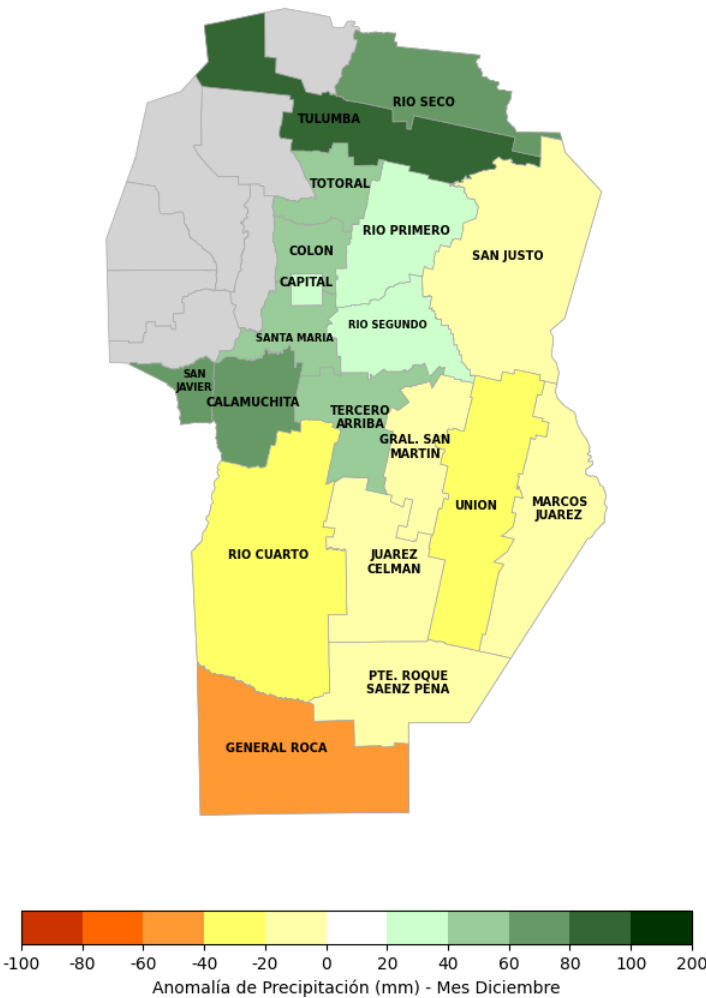 RIO SECO
TULUMBA
TOTORAL
RIO PRIMERO
COLON
SAN JUSTO
CAPITAL
RIO SEGUNDO
SANTA MARIA
SAN
JAVIER
CALAMUCHITA
TERCERO
ARRIBA
GRAL. SAN
MARTIN
UNION
MARCOS
JUAREZ
RIO CUARTO
JUAREZ
CELMAN
PTE. ROQUE
SAENZ PENA
GENERAL ROCA
-100 -80 -60 -40 -20 0 20 40 60 80 100 200
Anomalía de Precipitación (mm) - Mes Diciembre